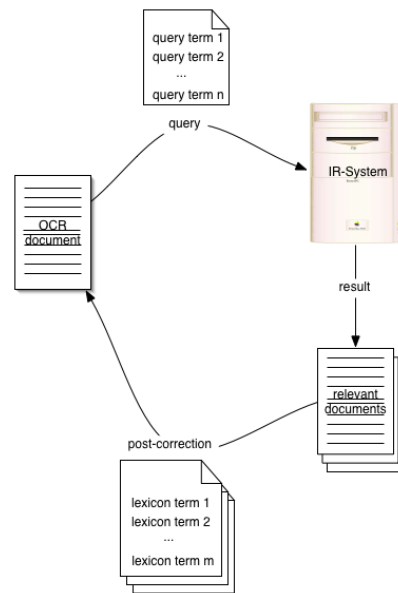 query term 1
query term 2
...
query term n
query
IR-System
OCR
document
result
relevant
documents
post-correction
lexicon term 1
lexicon term 2
...
lexicon term m